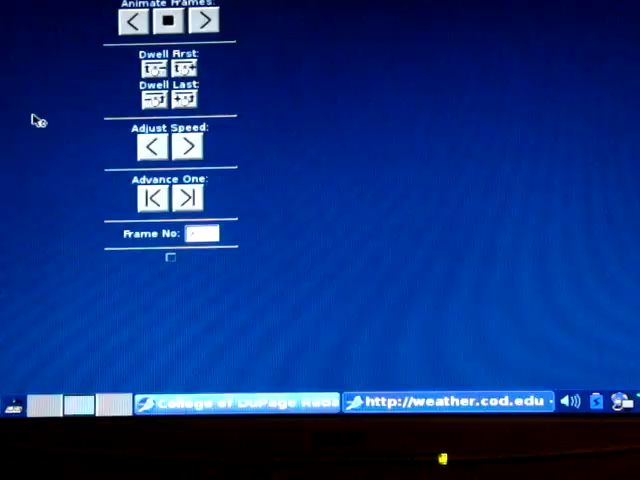 Animate Frames:
Dwell First:
Dwell Last:
Adjust Speed:
Advance One:
Frame No:
College of DuPage Rada
http://weather.cod.edu